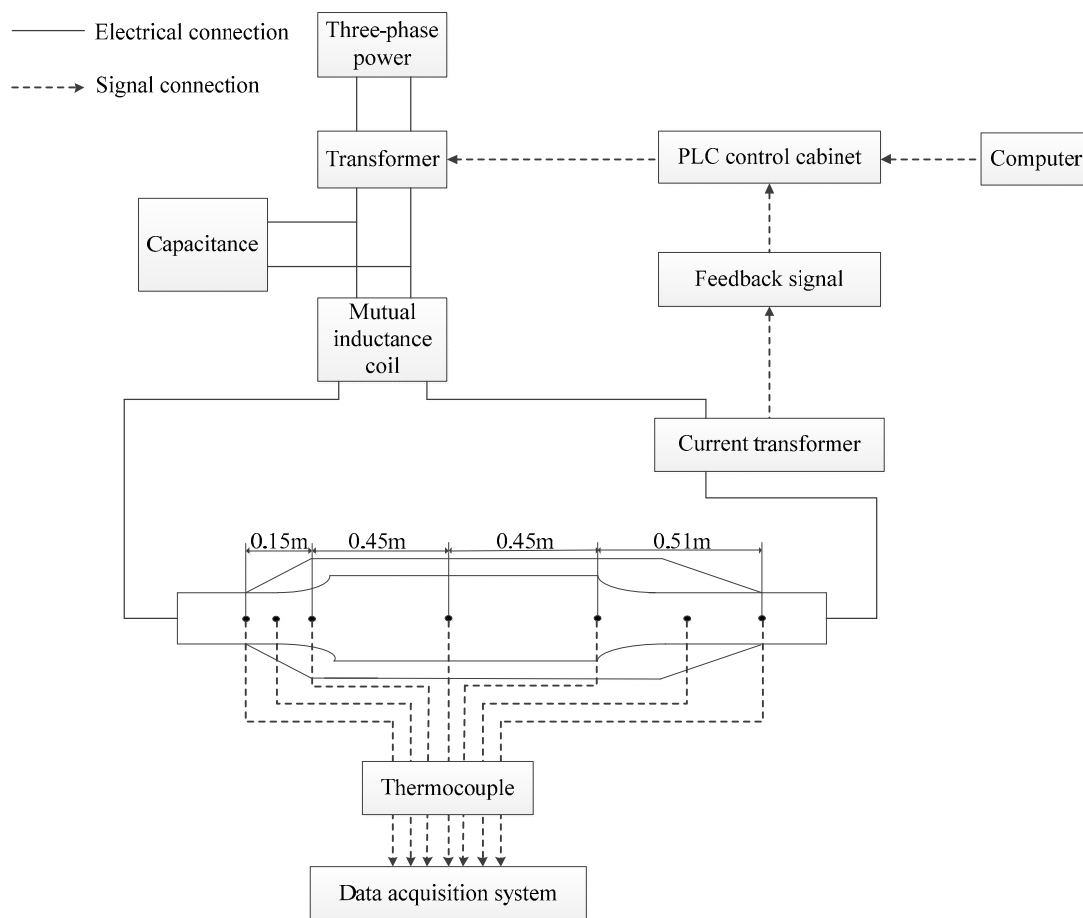 Electrical connection
Signal connection
Three-phase
power
Transformer
PLC control cabinet
Computer
Capacitance
Feedback signal
Mutual
inductance
coil
Current transformer
0.15m
0.45m
0.45m
0.51m
Thermocouple
Data acquisition system